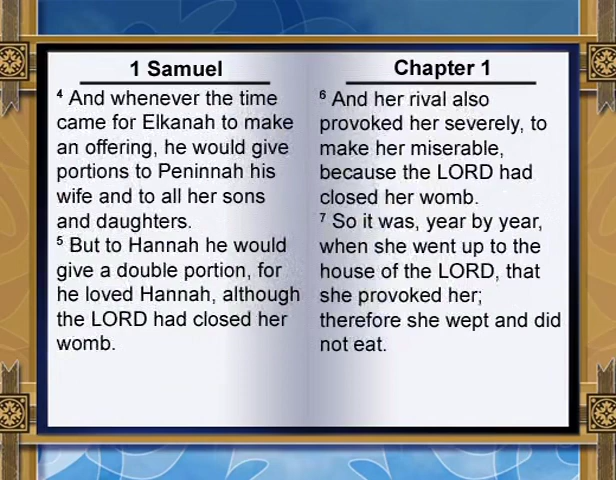 1 Samuel
⁴ And whenever the time
came for Elkanah to make
an offering, he would give
portions to Peninnah his
wife and to all her sons
and daughters.
⁵ But to Hannah he would
give a double portion, for
he loved Hannah, although
the LORD had closed her
womb.
Chapter 1
⁶ And her rival also
provoked her severely, to
make her miserable,
because the LORD had
closed her womb.
⁷ So it was, year by year,
when she went up to the
house of the LORD, that
she provoked her;
therefore she wept and did
not eat.